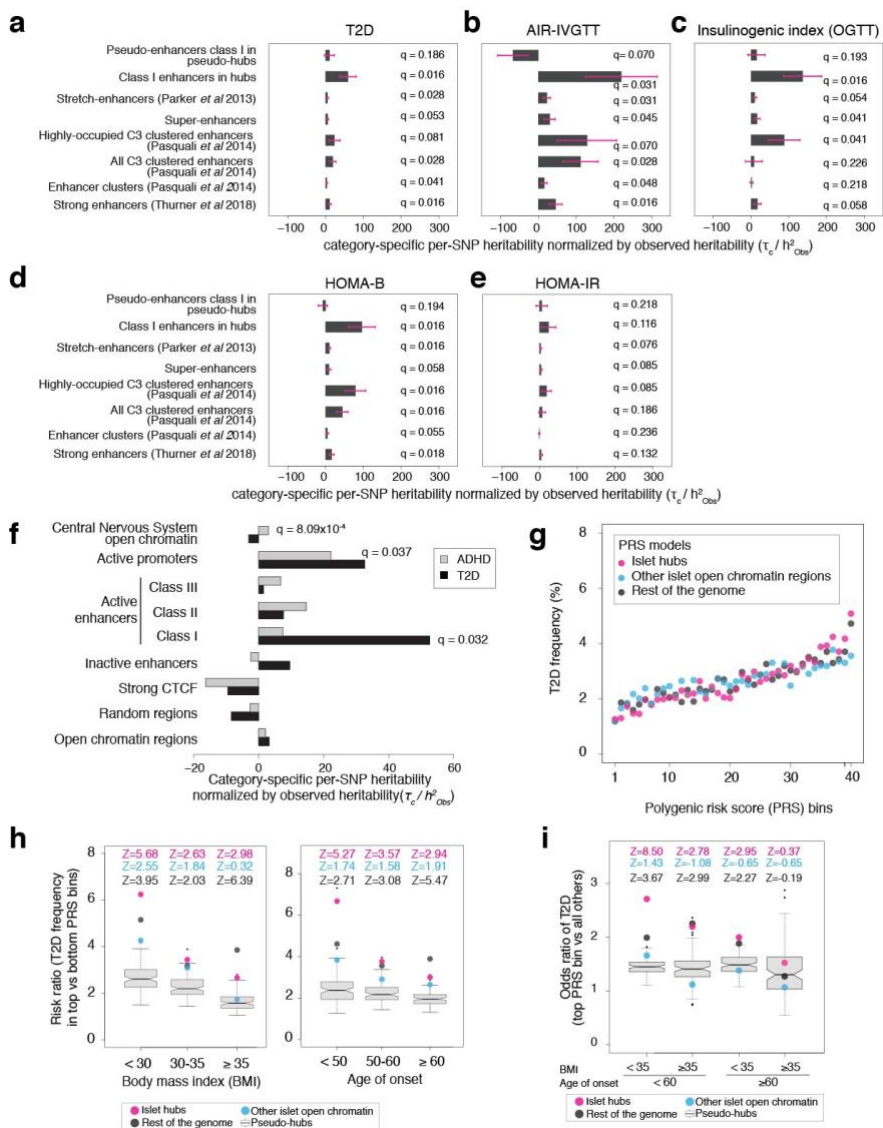 a
T2D
b
AIR-IVGTT
c
Insulinogenic index (OGTT)
Pseudo-enhancers class I in
pseudo-hubs
Class I enhancers in hubs
Stretch-enhancers (Parker et al 2013)
Super-enhancers
Highly-occupied C3 clustered enhancers
(Pasquali et al 2014)
All C3 clustered enhancers
(Pasquali et al 2014)
Enhancer clusters (Pasquali et al 2014)
Strong enhancers (Thurner 2018)
q = 0.186
q = 0.016
q = 0.028
q = 0.053
q = 0.081
q = 0.028
q = 0.041
q = 0.016
q= 0.070
q = 0.031
q = 0.031
q = 0.045
q = 0.070
q = 0.028
q = 0.048
q = 0.016
q = 0.193
q = 0.016
q = 0.054
q = 0.041
q = 0.041
q = 0.226
q = 0.218
q = 0.058
-100 0 100 200 300
-100 0 100 200 300
-100 0 100 200 300
category-specific per-SNP heritability normalized by observed heritability (τc / h²Obs)
d
HOMA-B
e
HOMA-IR
Pseudo-enhancers class I in
pseudo-hubs
Class I enhancers in hubs
Stretch-enhancers (Parker et al 2013)
Super-enhancers
Highly-occupied C3 clustered enhancers
(Pasquali et al 2014)
All C3 clustered enhancers
(Pasquali et al 2014)
Enhancer clusters (Pasquali et al 2014)
Strong enhancers (Thurner 2018)
q = 0.194
q = 0.016
q = 0.016
q = 0.058
q = 0.016
q = 0.016
q = 0.055
q = 0.018
q = 0.218
q = 0.116
q = 0.076
q = 0.085
q = 0.085
q = 0.186
q = 0.236
q = 0.132
-100 0 100 200 300
-100 0 100 200 300
category-specific per-SNP heritability normalized by observed heritability (τc / h²Obs)
f
Central Nervous System
open chromatin
Active promoters
Active
enhancers
Class III
Class II
Class I
Inactive enhancers
Strong CTCF
Random regions
Open chromatin regions
q = 8.09x10-4
q = 0.037
q = 0.032
ADHD
T2D
−20 0 20 40 60
Category-specific per-SNP heritability
normalized by observed heritability(τc / h²Obs)
g
T2D frequency (%)
8
6
4
2
0
PRS models
Islet hubs
Other islet open chromatin regions
Rest of the genome
1 10 20 30 40
Polygenic risk score (PRS) bins
h
Risk ratio (T2D frequency
in top vs bottom PRS bins)
8
6
4
2
0
Z=5.68 Z=2.63 Z=2.98
Z=2.55 Z=1.84 Z=0.32
Z=3.95 Z=2.03 Z=6.39
< 30 30-35 ≥ 35
Body mass index (BMI)
8
6
4
2
0
Z=5.27 Z=3.57 Z=2.94
Z=1.74 Z=1.58 Z=1.91
Z=2.71 Z=3.08 Z=5.47
< 50 50-60 ≥ 60
Age of onset
Islet hubs
Other islet open chromatin
Rest of the genome
Pseudo-hubs
i
Odds ratio of T2D
(top PRS bin vs all others)
3
2
1
0
Z=8.50 Z=2.78 Z=2.95 Z=0.37
Z=1.43 Z=-1.08 Z=-0.65 Z=-0.65
Z=3.67 Z=2.99 Z=2.27 Z=-0.19
BMI < 35 ≥35 < 35 ≥35
Age of onset < 60 ≥60
Islet hubs
Other islet open chromatin
Rest of the genome
Pseudo-hubs